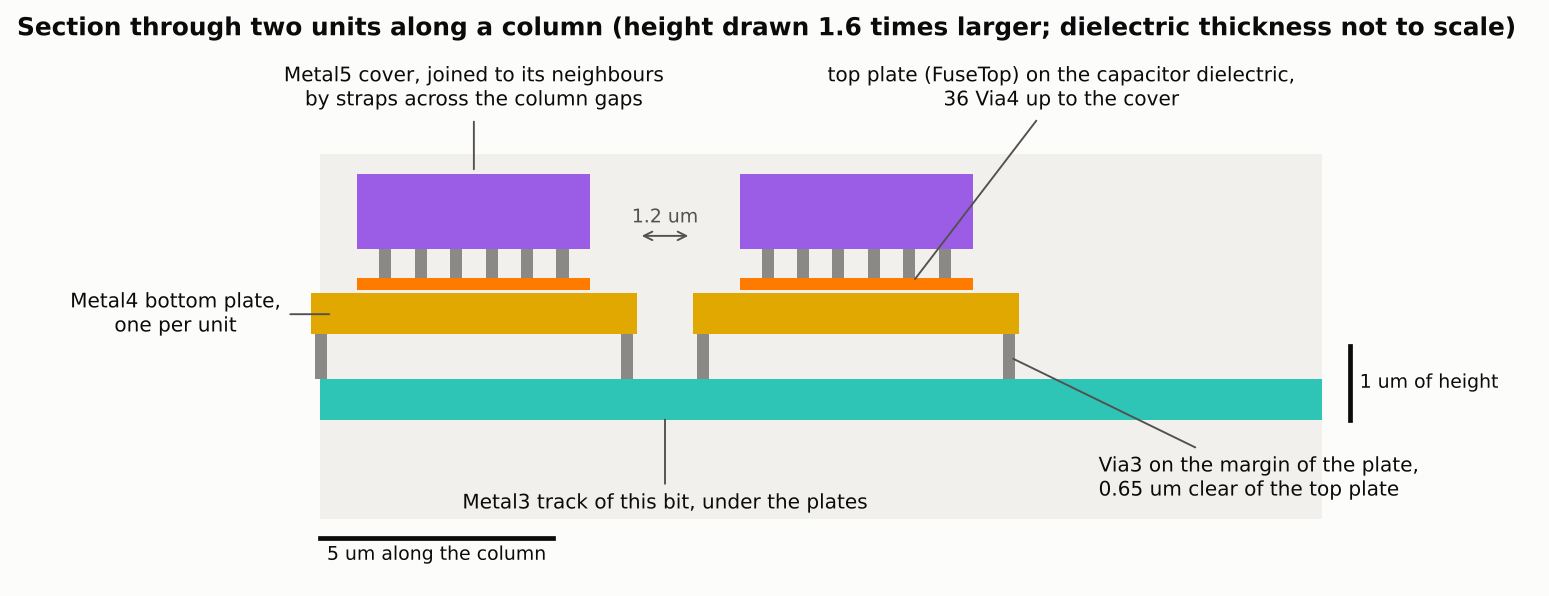 Section through two units along a column (height drawn 1.6 times larger; dielectric thickness not to scale)
Metal5 cover, joined to its neighbours
by straps across the column gaps
top plate (FuseTop) on the capacitor dielectric,
36 Via4 up to the cover
1.2 um
Metal4 bottom plate,
one per unit
1 um of height
Via3 on the margin of the plate,
0.65 um clear of the top plate
Metal3 track of this bit, under the plates
5 um along the column